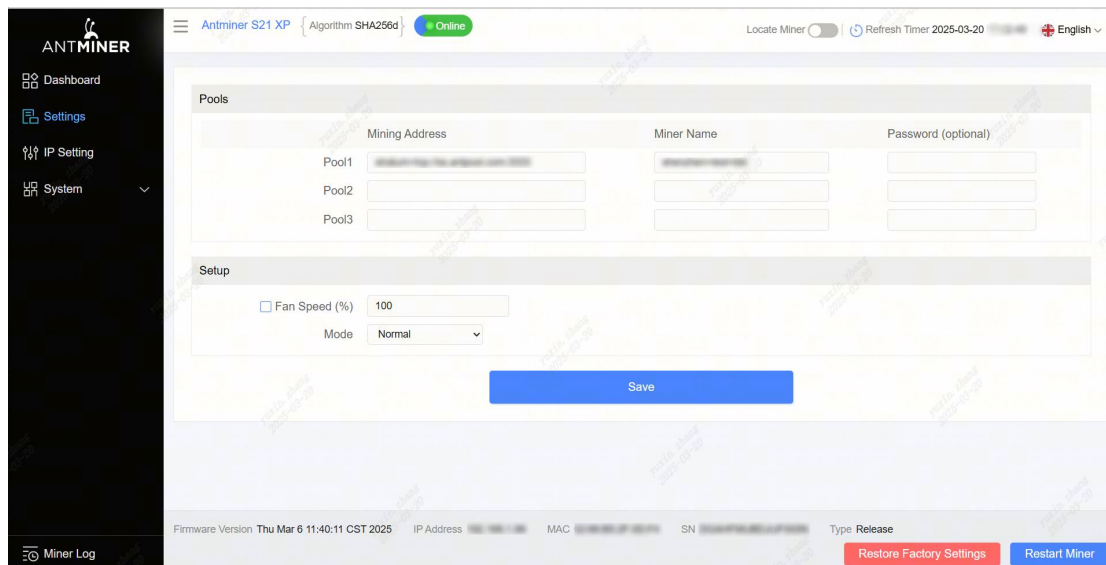 ANTMINER
Antminer S21 XP { Algorithm SHA256d } Online
Locate Miner Refresh Timer 2025-03-20 English
Dashboard
Settings
IP Setting
System
Pools
Mining Address Miner Name Password (optional)
Pool1
Pool2
Pool3
Setup
Fan Speed (%) 100
Mode Normal
Save
Firmware Version Thu Mar 6 11:40:11 CST 2025 IP Address MAC SN Type Release
Miner Log
Restore Factory Settings Restart Miner